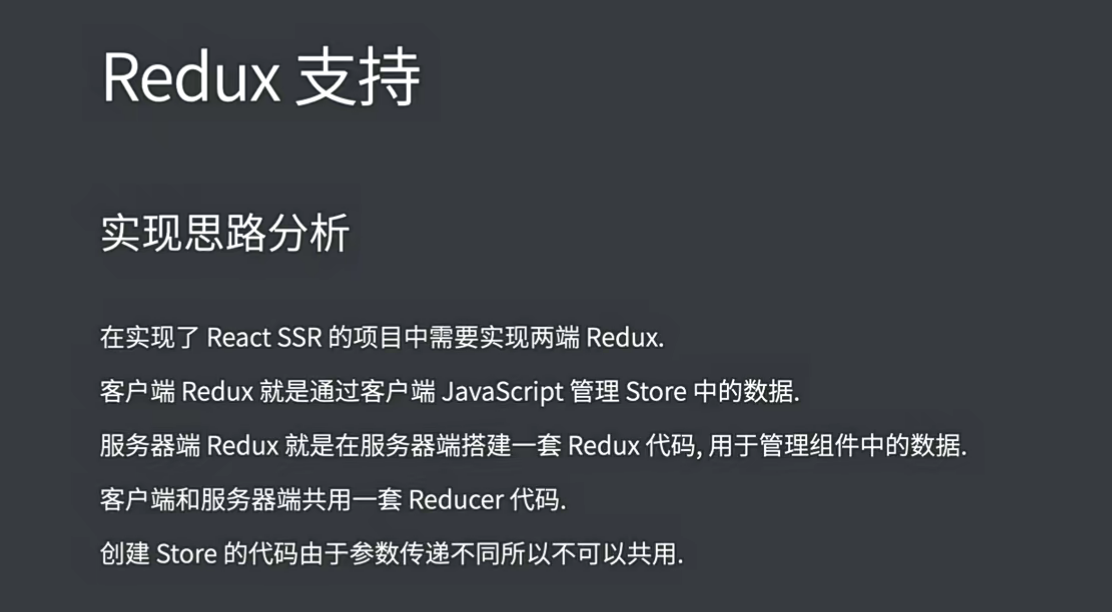 Redux 支持
实现思路分析
在实现了 React SSR 的项目中需要实现两端 Redux.
客户端 Redux 就是通过客户端 JavaScript 管理 Store 中的数据.
服务器端 Redux 就是在服务器端搭建一套 Redux 代码, 用于管理组件中的数据.
客户端和服务器端共用一套 Reducer 代码.
创建 Store 的代码由于参数传递不同所以不可以共用.